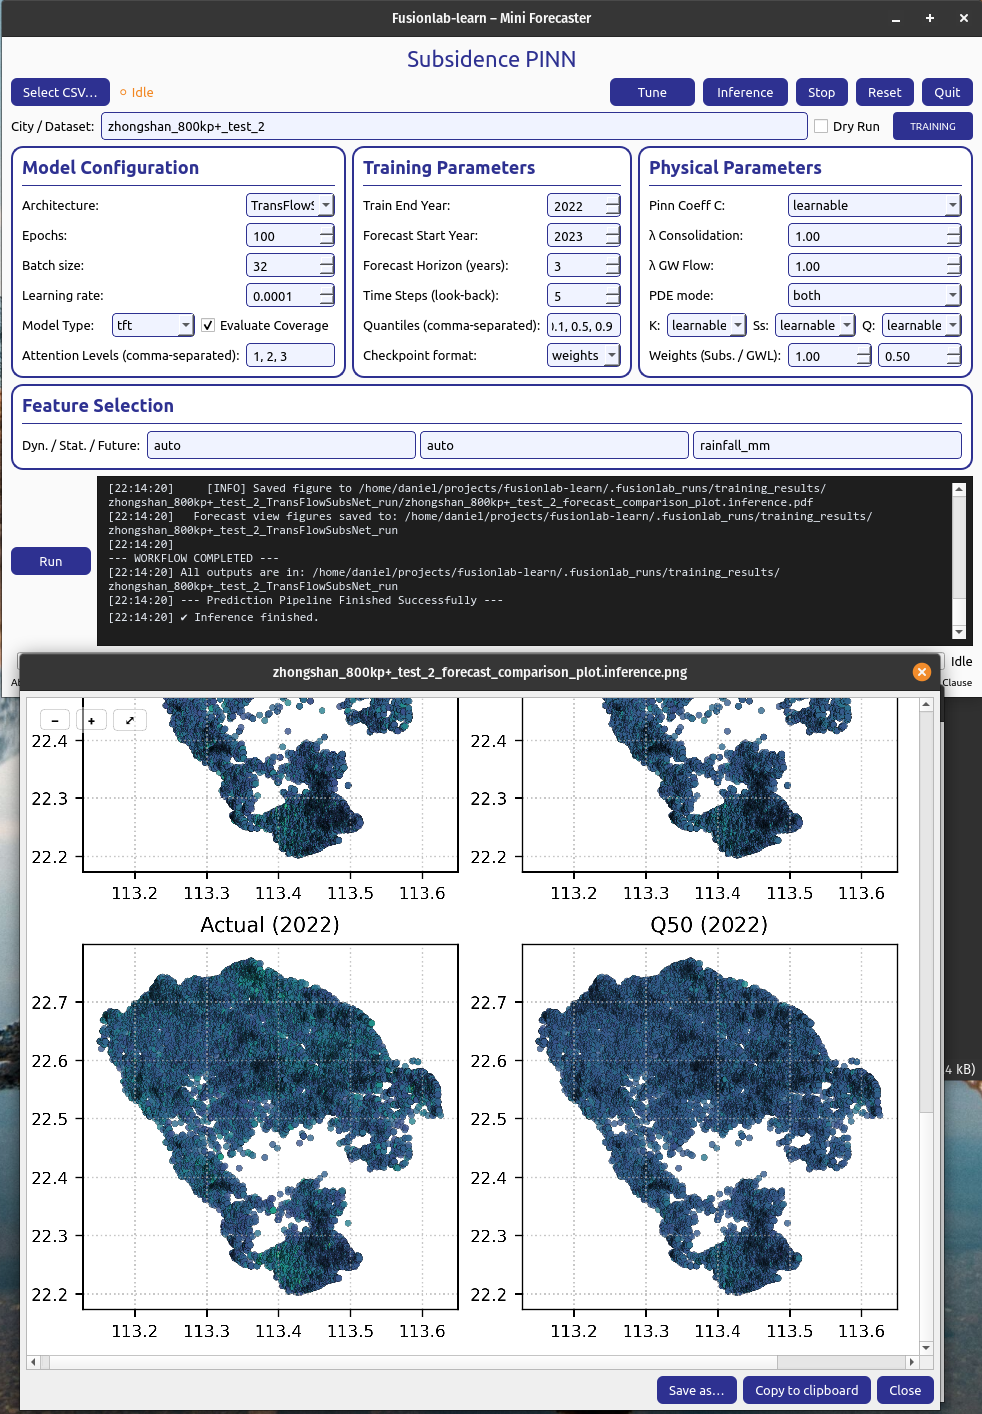 Fusionlab-learn – Mini Forecaster
Subsidence PINN
Select CSV... Idle Tune Inference Stop Reset Quit
City / Dataset: zhongshan_800kp+_test_2 Dry Run TRAINING
Model Configuration
Architecture: TransFlowS
Epochs: 100
Batch size: 32
Learning rate: 0.0001
Model Type: tft Evaluate Coverage
Attention Levels (comma-separated): 1, 2, 3
Training Parameters
Train End Year: 2022
Forecast Start Year: 2023
Forecast Horizon (years): 3
Time Steps (look-back): 5
Quantiles (comma-separated): ).1, 0.5, 0.9
Checkpoint format: weights
Physical Parameters
Pinn Coeff C: learnable
λ Consolidation: 1.00
λ GW Flow: 1.00
PDE mode: both
K: learnable Ss: learnable Q: learnable
Weights (Subs. / GWL): 1.00 0.50
Feature Selection
Dyn. / Stat. / Future: auto auto rainfall_mm
Run
[22:14:20] [INFO] Saved figure to /home/daniel/projects/fusionlab-learn/.fusionlab_runs/training_results/
zhongshan_800kp+_test_2_TransFlowSubsNet_run/zhongshan_800kp+_test_2_forecast_comparison_plot.inference.pdf
[22:14:20] Forecast view figures saved to: /home/daniel/projects/fusionlab-learn/.fusionlab_runs/training_results/
zhongshan_800kp+_test_2_TransFlowSubsNet_run
[22:14:20]
--- WORKFLOW COMPLETED ---
[22:14:20] All outputs are in: /home/daniel/projects/fusionlab-learn/.fusionlab_runs/training_results/
zhongshan_800kp+_test_2_TransFlowSubsNet_run
[22:14:20] --- Prediction Pipeline Finished Successfully ---
[22:14:20] ✔ Inference finished.
Idle
Clause
zhongshan_800kp+_test_2_forecast_comparison_plot.inference.png
22.4
22.3
22.2
113.2 113.3 113.4 113.5 113.6
22.4
22.3
22.2
113.2 113.3 113.4 113.5 113.6
Actual (2022)
22.7
22.6
22.5
22.4
22.3
22.2
113.2 113.3 113.4 113.5 113.6
Q50 (2022)
22.7
22.6
22.5
22.4
22.3
22.2
113.2 113.3 113.4 113.5 113.6
4 kB)
Save as... Copy to clipboard Close